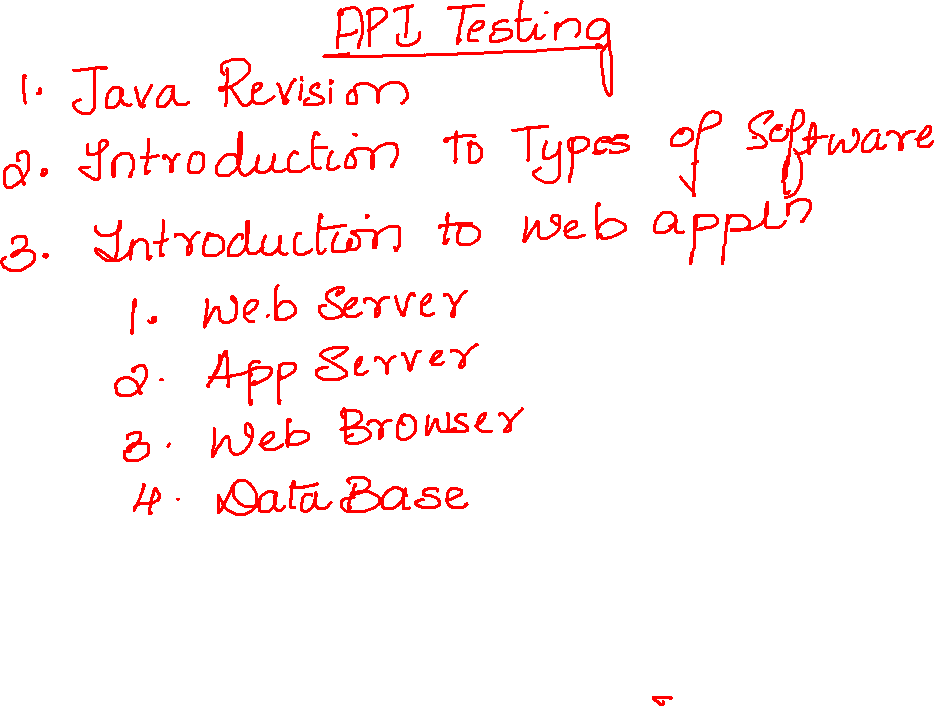 API Testing
1. Java Revision
2. Introduction to Types of Software
3. Introduction to web appln
1. Web Server
2. App Server
3. Web Browser
4. DataBase